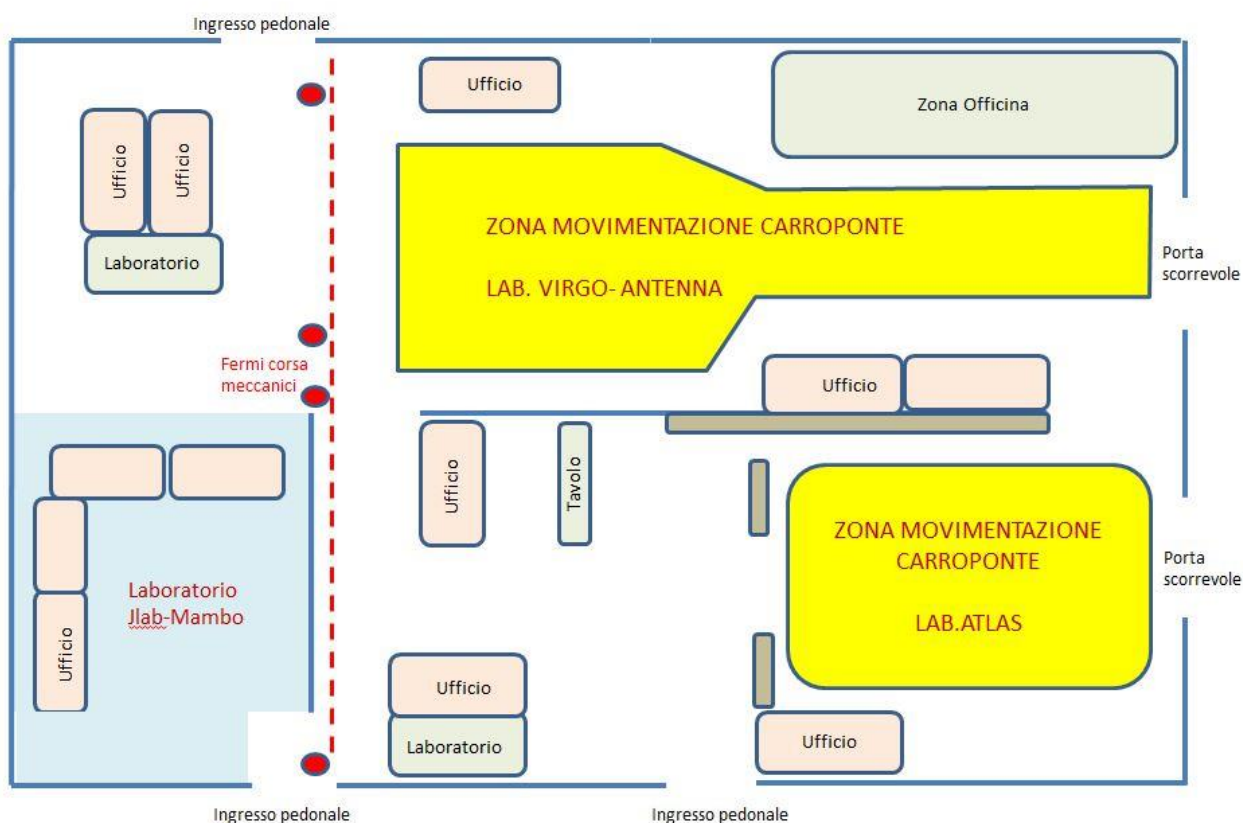 Ingresso pedonale
Ufficio
Zona Officina
Ufficio
Ufficio
Laboratorio
ZONA MOVIMENTAZIONE CARROPONTE
LAB. VIRGO- ANTENNA
Porta
scorrevole
Fermi corsa
meccanici
Ufficio
Ufficio
Tavolo
ZONA MOVIMENTAZIONE
CARROPONTE
LAB.ATLAS
Porta
scorrevole
Laboratorio
Jlab-Mambo
Ufficio
Ufficio
Laboratorio
Ufficio
Ingresso pedonale
Ingresso pedonale